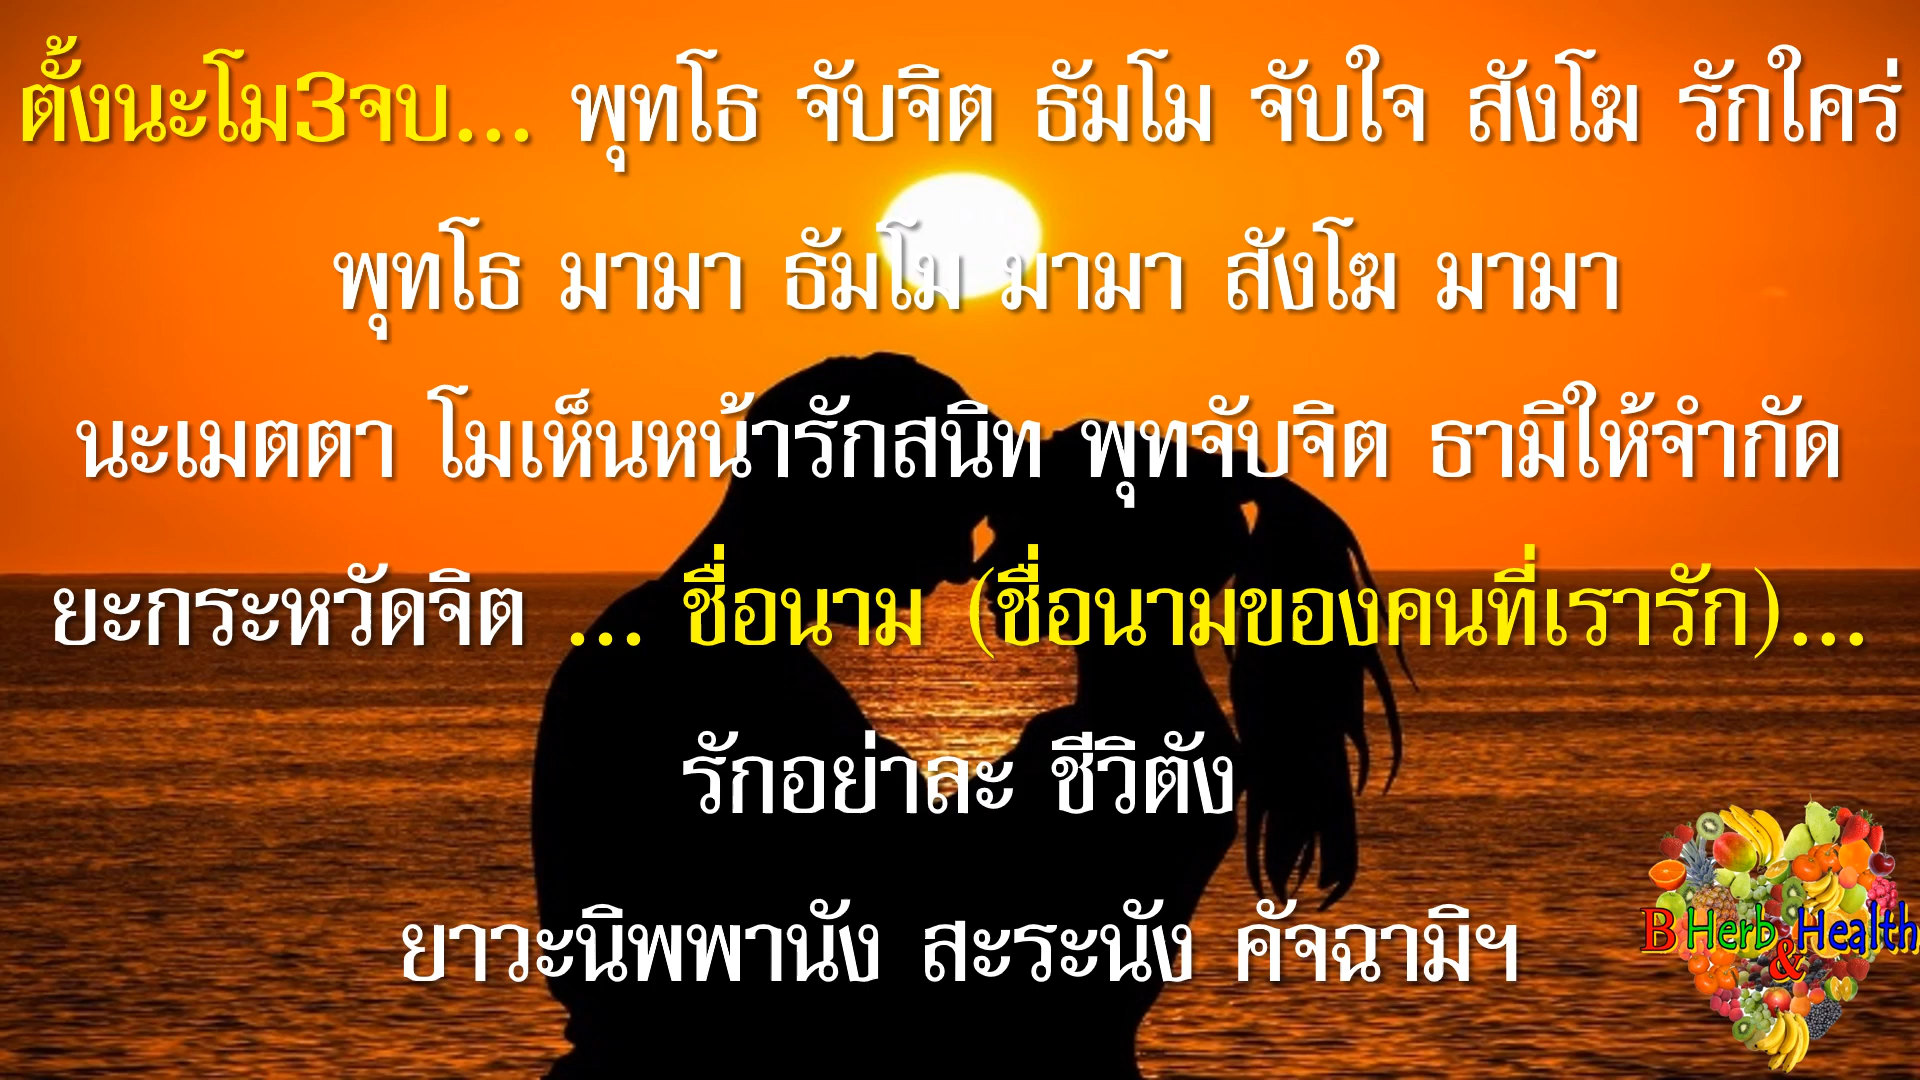 ตั้งนะโม3จบ... พุทโธ จับจิต ธัมโม จับใจ สังโฆ รักใคร่
พุทโธ มามา ธัมโม มามา สังโฆ มามา
นะเมตตา โมเห็นหน้ารักสนิท พุทจับจิต ธามิให้จำกัด
ยะกระหวัดจิต ... ชื่อนาม (ชื่อนามของคนที่เรารัก)...
รักอย่าละ ชีวิตัง
ยาวะนิพพานัง สะระนัง คัจฉามิฯ
B Herb & Health